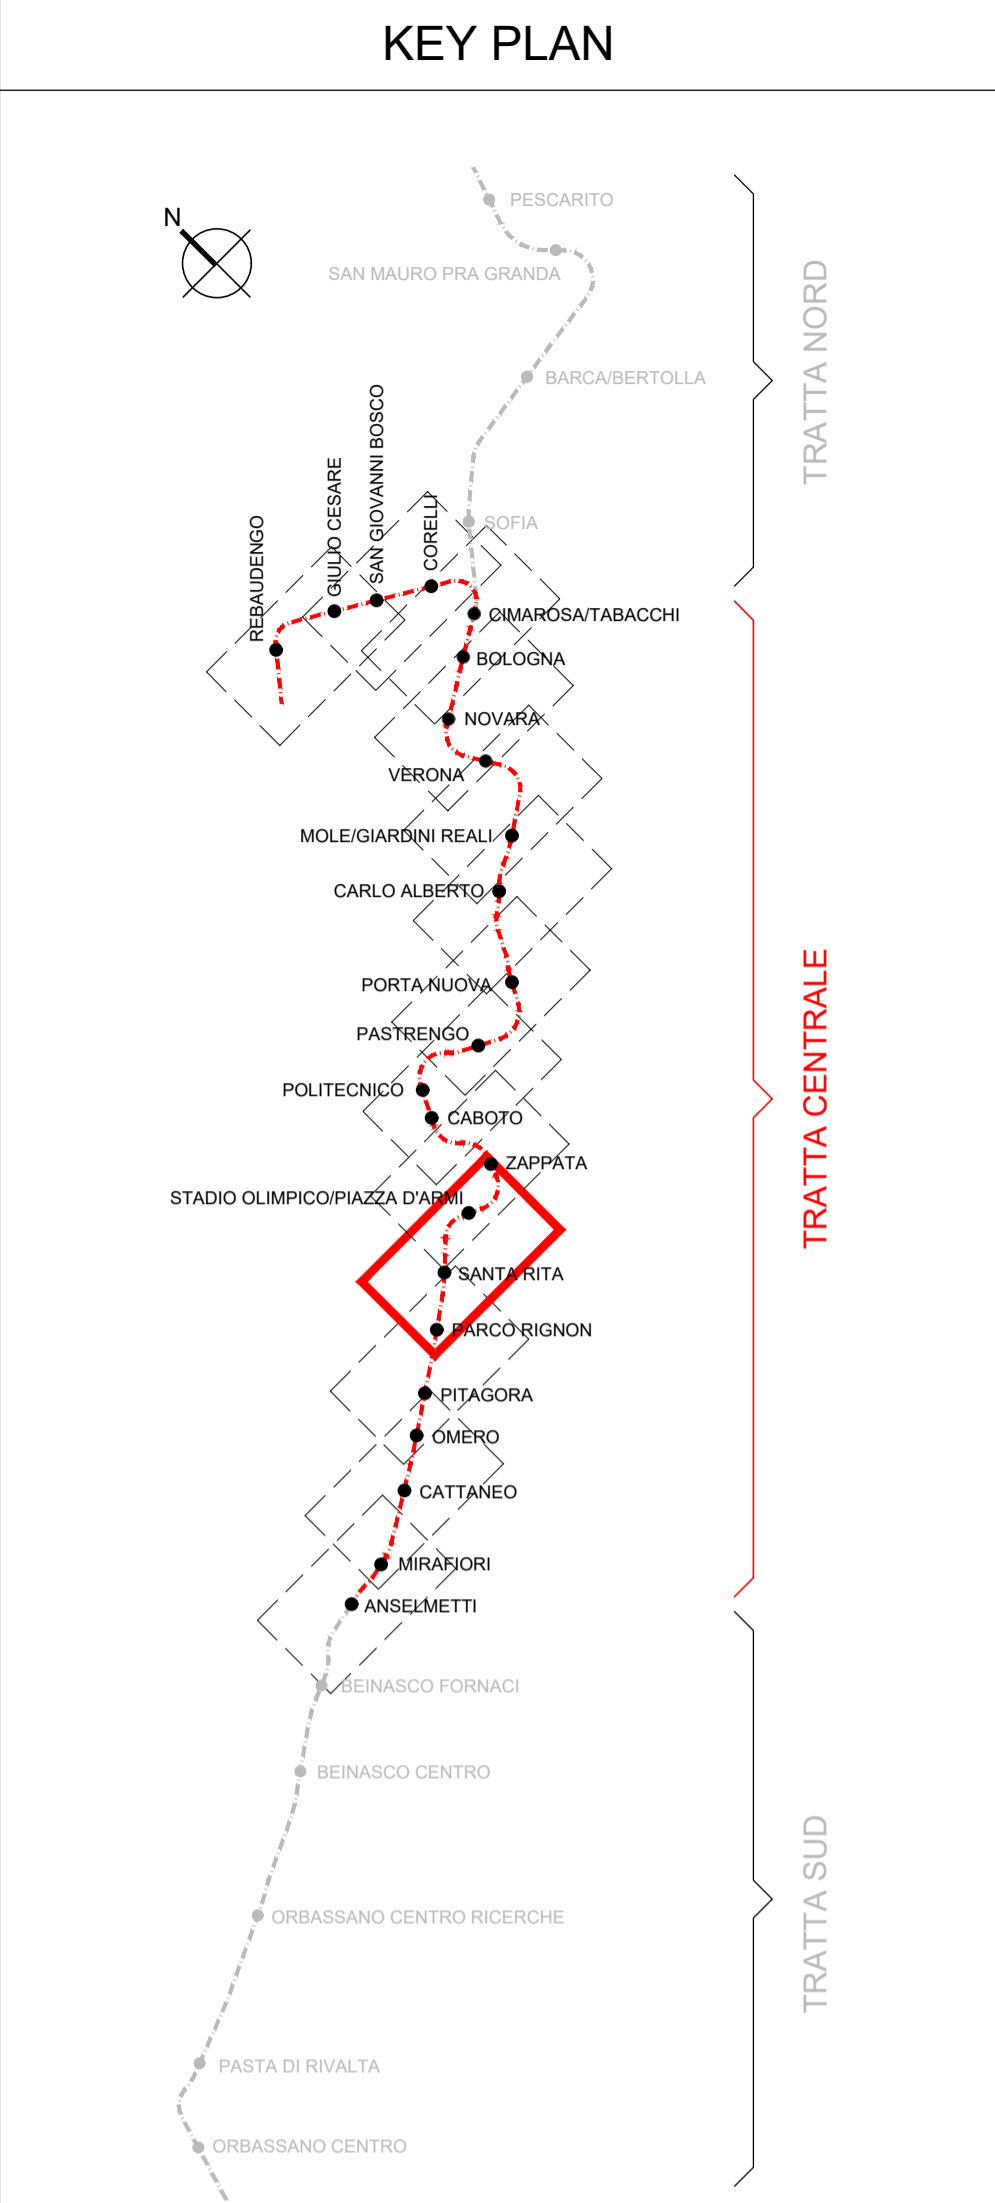 KEY PLAN
N
PESCARITO
SAN MAURO PRA GRANDA
BARCA/BERTOLLA
TRATTA NORD
SOFIA
REBAUDENGO
GIULIO CESARE
SAN GIOVANNI BOSCO
CORELLI
CIMAROSA/TABACCHI
BOLOGNA
NOVARA
VERONA
MOLE/GIARDINI REALI
CARLO ALBERTO
PORTA NUOVA
PASTRENGO
POLITECNICO
CABOTO
TRATTA CENTRALE
ZAPPATA
STADIO OLIMPICO/PIAZZA D'ARMI
SANTA RITA
PARCO RIGNON
PITAGORA
OMERO
CATTANEO
MIRAFIORI
ANSELMETTI
BEINASCO FORNACI
BEINASCO CENTRO
ORBASSANO CENTRO RICERCHE
TRATTA SUD
PASTA DI RIVALTA
ORBASSANO CENTRO